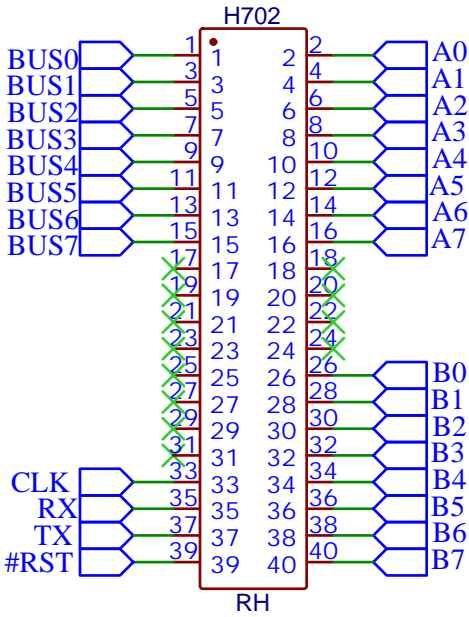 H702
BUS0 1 1 2 2 A0
BUS1 3 3 4 4 A1
BUS2 5 5 6 6 A2
BUS3 7 7 8 8 A3
BUS4 9 9 10 10 A4
BUS5 11 11 12 12 A5
BUS6 13 13 14 14 A6
BUS7 15 15 16 16 A7
17 17 18 18
19 19 20 20
21 21 22 22
23 23 24 24
25 25 26 26 B0
27 27 28 28 B1
29 29 30 30 B2
31 31 32 32 B3
CLK 33 33 34 34 B4
RX 35 35 36 36 B5
TX 37 37 38 38 B6
#RST 39 39 40 40 B7
RH